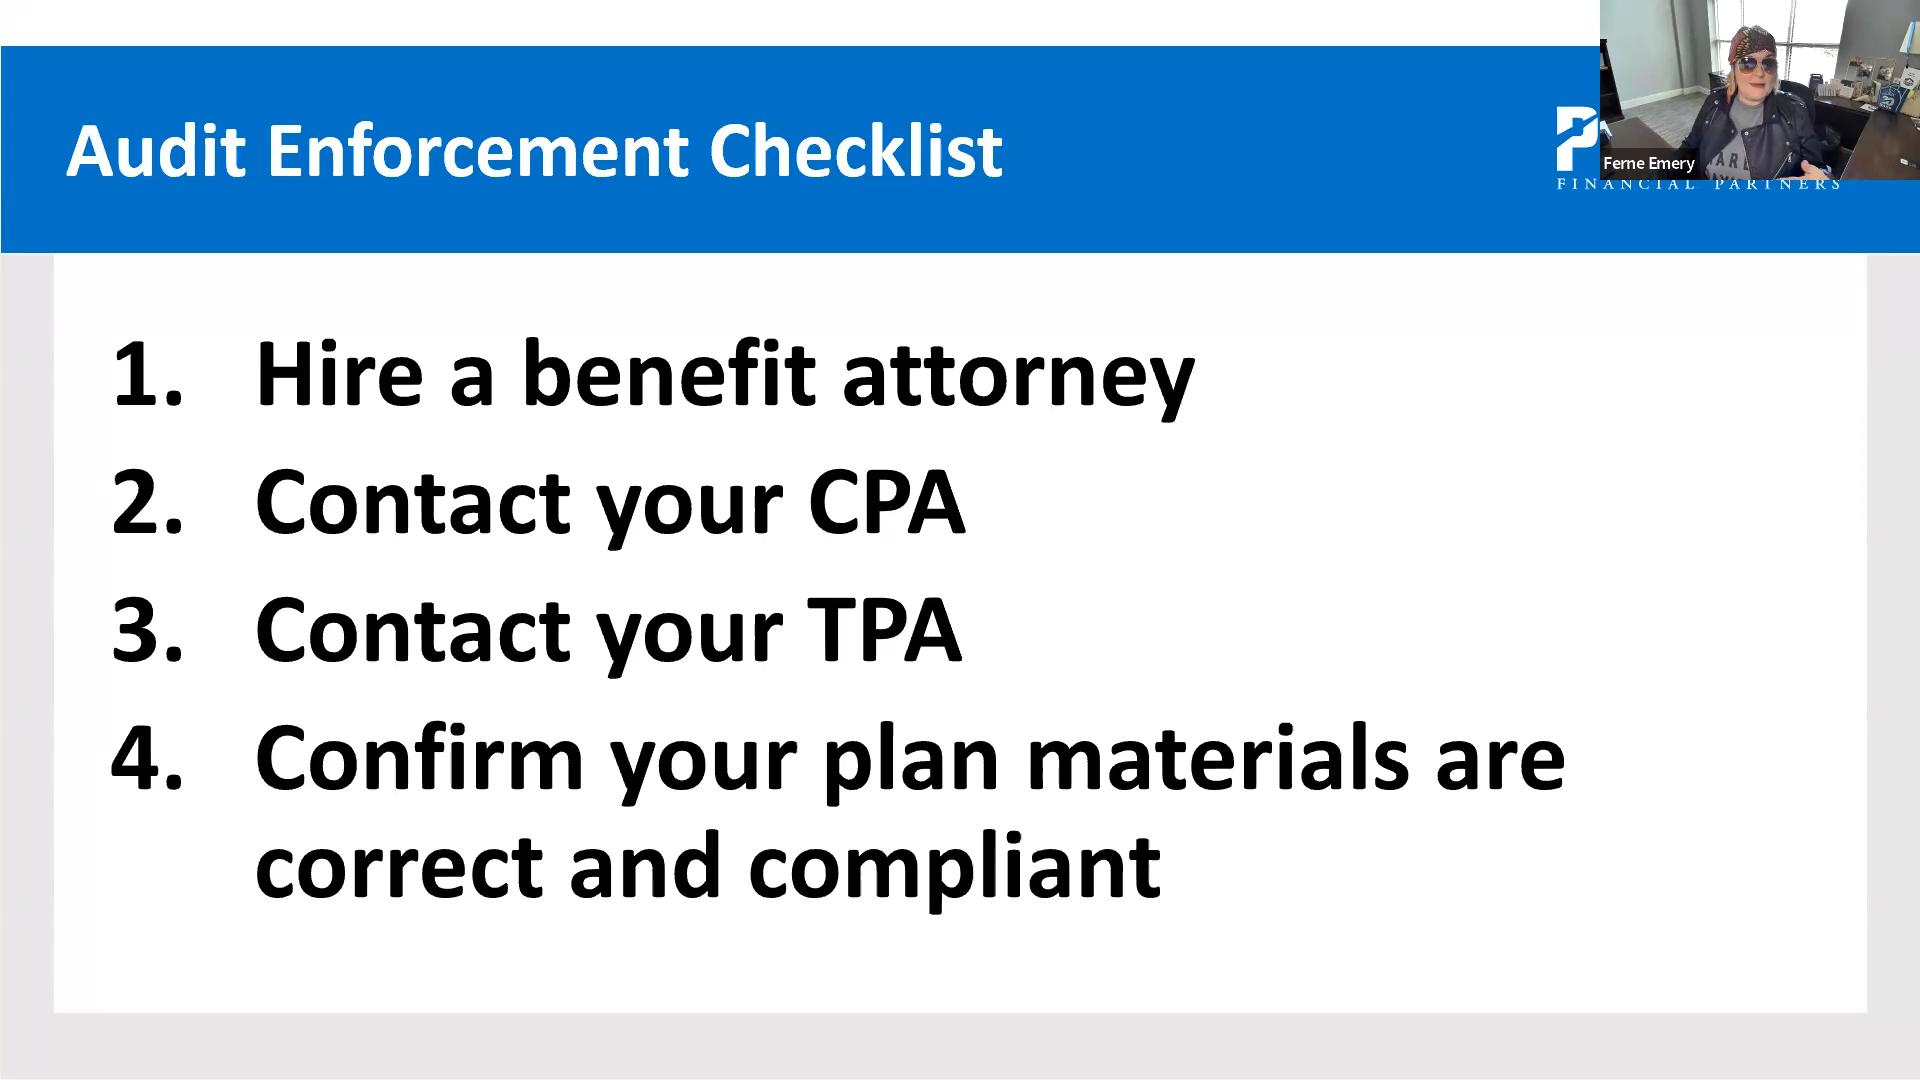 Audit Enforcement Checklist
P
FINANCIAL PARTNERS
Ferne Emery
1. Hire a benefit attorney
2. Contact your CPA
3. Contact your TPA
4. Confirm your plan materials are
correct and compliant